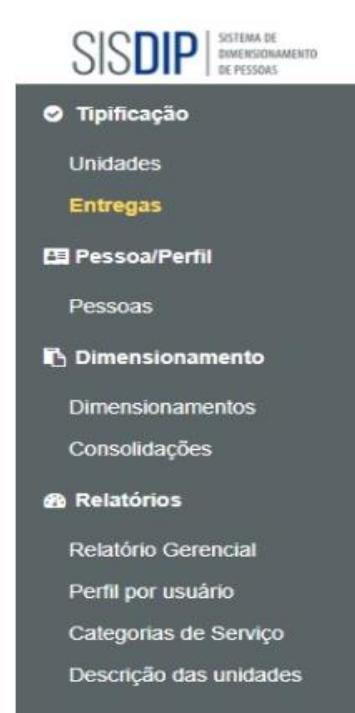 SISDIP
SISTEMA DE
DIMENSIONAMENTO
DE PESSOAS
Tipificação
Unidades
Entregas
Pessoa/Perfil
Pessoas
Dimensionamento
Dimensionamentos
Consolidações
Relatórios
Relatório Gerencial
Perfil por usuário
Categorias de Serviço
Descrição das unidades